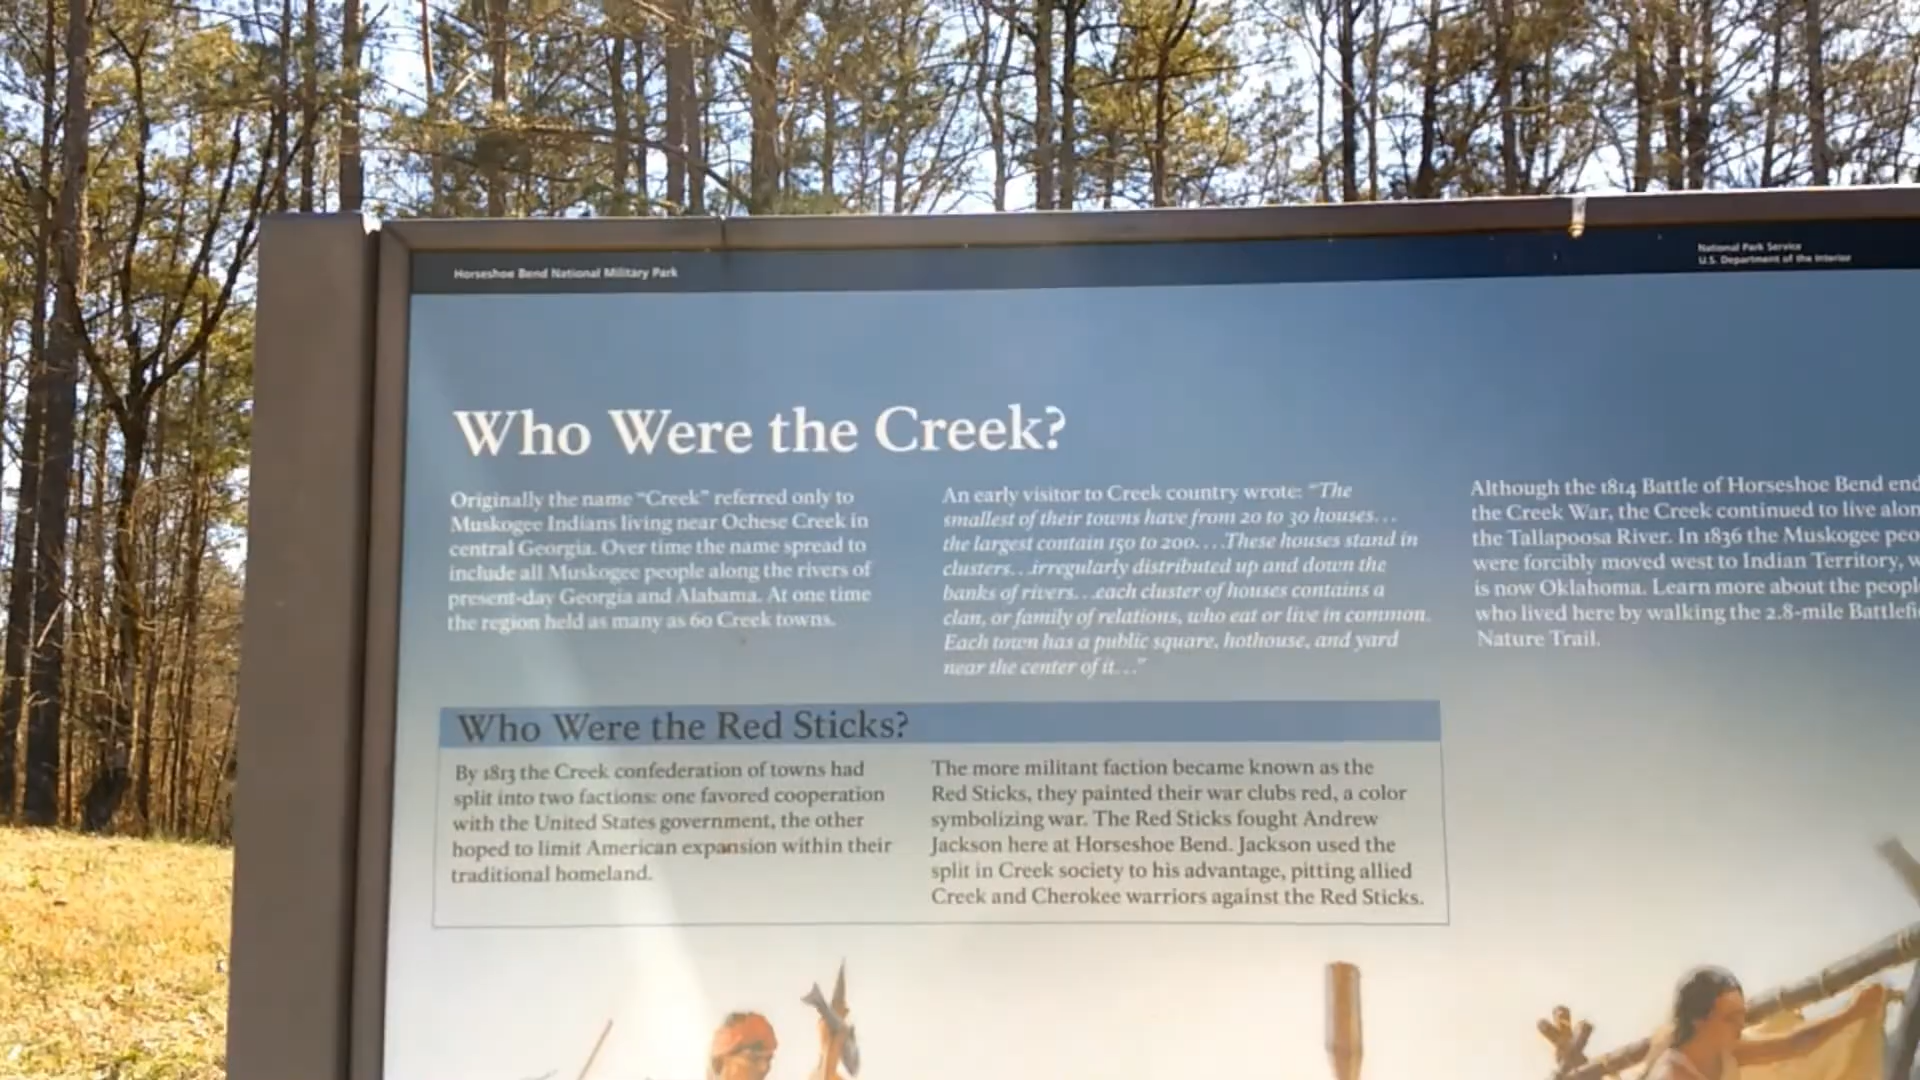 Horseshoe Bend National Military Park
National Park Service
U.S. Department of the Interior
Who Were the Creek?
Originally the name “Creek” referred only to
Muskogee Indians living near Ochese Creek in
central Georgia. Over time the name spread to
include all Muskogee people along the rivers of
present-day Georgia and Alabama. At one time
the region held as many as 60 Creek towns.
An early visitor to Creek country wrote: “The
smallest of their towns have from 20 to 30 houses…
the largest contain 150 to 200….These houses stand in
clusters…irregularly distributed up and down the
banks of rivers…each cluster of houses contains a
clan, or family of relations, who eat or live in common.
Each town has a public square, hothouse, and yard
near the center of it…”
Although the 1814 Battle of Horseshoe Bend end
the Creek War, the Creek continued to live alon
the Tallapoosa River. In 1836 the Muskogee peo
were forcibly moved west to Indian Territory, w
is now Oklahoma. Learn more about the peopl
who lived here by walking the 2.8-mile Battlefi
Nature Trail.
Who Were the Red Sticks?
By 1813 the Creek confederation of towns had
split into two factions: one favored cooperation
with the United States government, the other
hoped to limit American expansion within their
traditional homeland.
The more militant faction became known as the
Red Sticks, they painted their war clubs red, a color
symbolizing war. The Red Sticks fought Andrew
Jackson here at Horseshoe Bend. Jackson used the
split in Creek society to his advantage, pitting allied
Creek and Cherokee warriors against the Red Sticks.